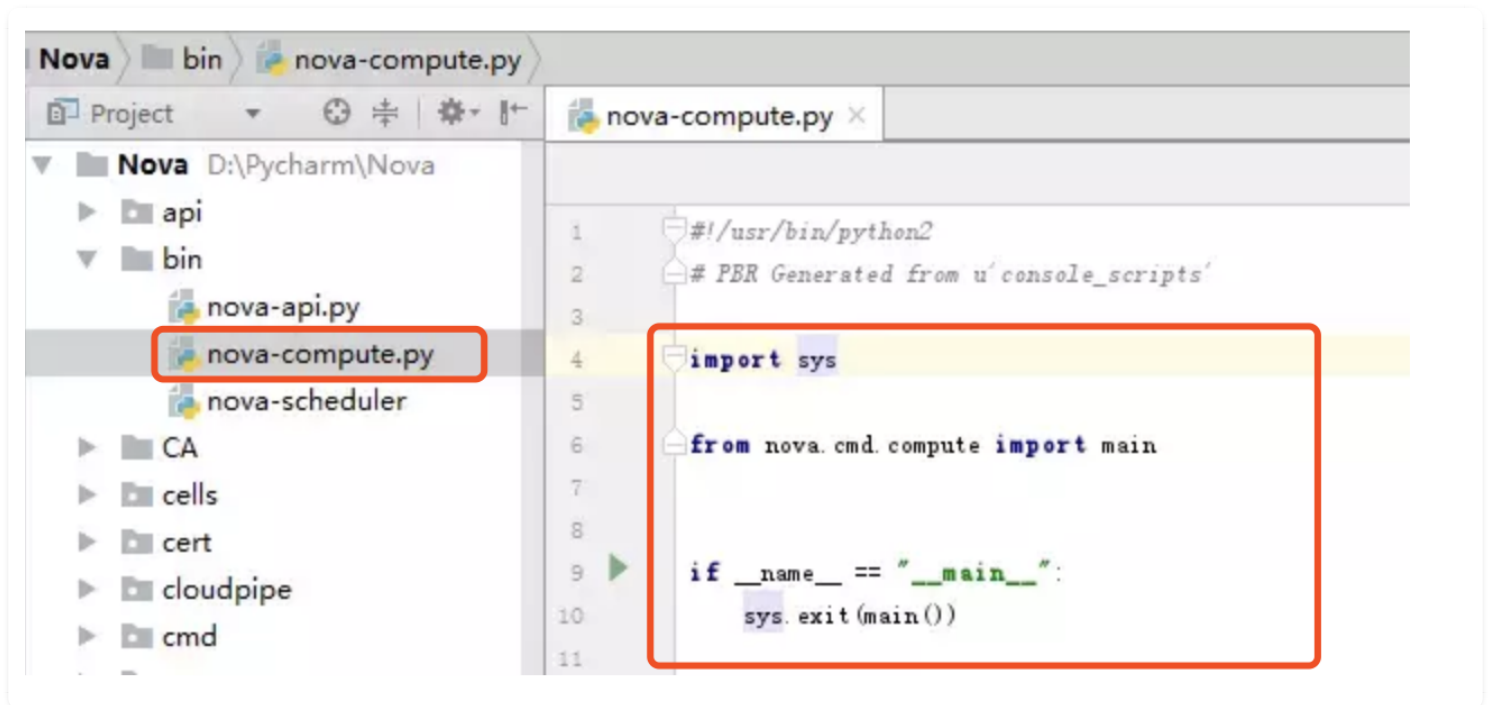 Nova bin nova-compute.py
Project
nova-compute.py
Nova D:\Pycharm\Nova
api
bin
nova-api.py
nova-compute.py
nova-scheduler
CA
cells
cert
cloudpipe
cmd
1 #!/usr/bin/python2
2 # PBR Generated from u'console_scripts'
3
4 import sys
5
6 from nova.cmd.compute import main
7
8
9 if __name__ == "__main__":
10 sys.exit(main())
11